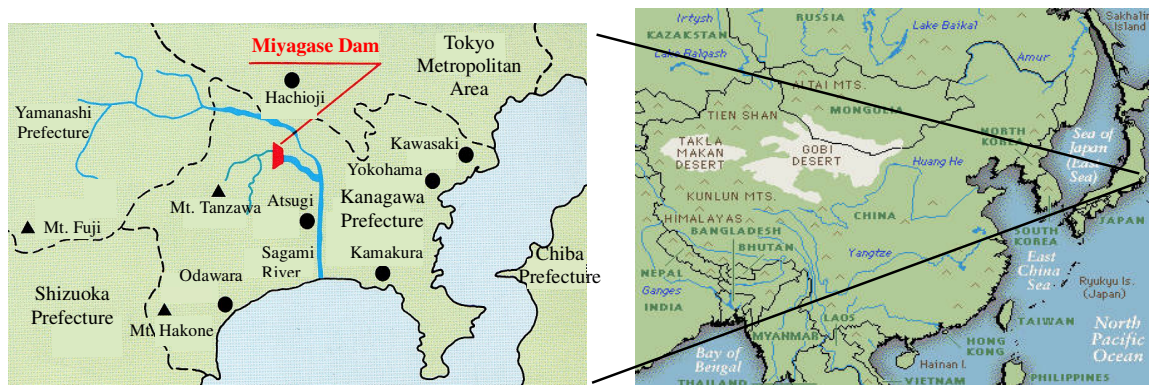 Miyagase Dam
Tokyo
Metropolitan
Area
Hachioji
Yamanashi
Prefecture
Kawasaki
Yokohama
Kanagawa
Prefecture
Mt. Tanzawa
Atsugi
Mt. Fuji
Sagami
River
Kamakura
Chiba
Prefecture
Odawara
Shizuoka
Prefecture
Mt. Hakone
Irtysh
RUSSIA
Lake Baikal
Sakhalin
Island
KAZAKSTAN
Lake Balqash
Amur
ALTAI MTS.
MONGOLIA
TIEN SHAN
NORTH
KOREA
Sea of
Japan
(East
Sea)
TAKLA
MAKAN
DESERT
GOBI
DESERT
Huang He
KUNLUN MTS.
CHINA
JAPAN
HIMALAYAS
BANGLADESH
BHUTAN
SOUTH
KOREA
Yangtze
East
China
Sea
NEPAL
Ganges
INDIA
Ryukyu Is.
(Japan)
LAOS
MYANMAR
TAIWAN
North
Pacific
Ocean
HONG
KONG
Bay of
Bengal
Hainan I.
THAILAND
VIETNAM
PHILIPPINES